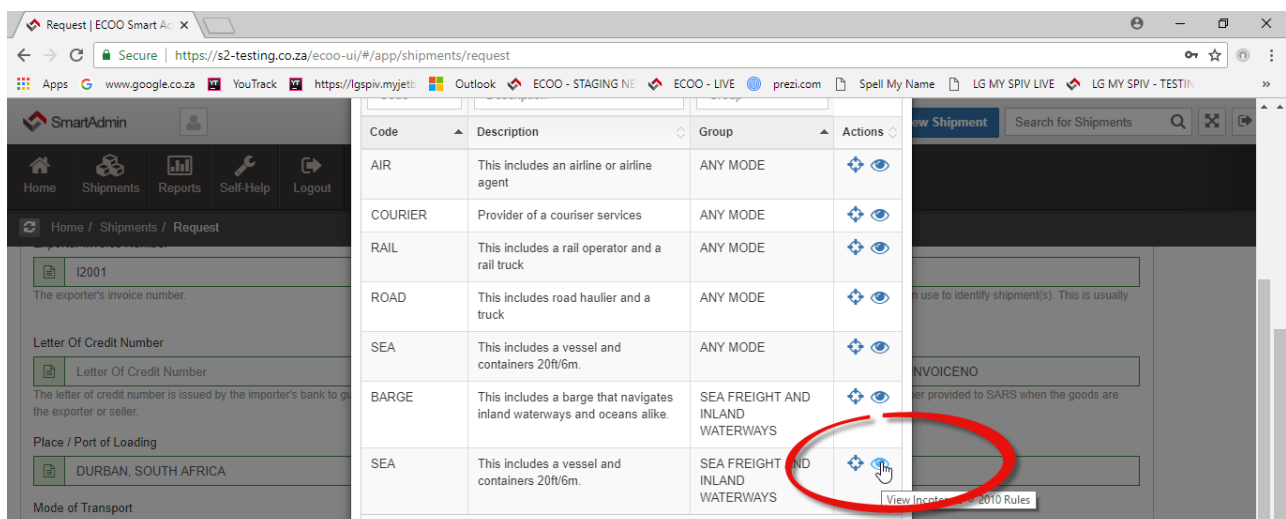 Request | ECOO Smart Ad
Secure | https://s2-testing.co.za/ecoo-ui/#/app/shipments/request
Apps www.google.co.za YouTrack https://lgspiv.myjetb Outlook ECOO - STAGING NE ECOO - LIVE prezi.com Spell My Name LG MY SPIV LIVE LG MY SPIV - TESTIN »
SmartAdmin
ew Shipment Search for Shipments
Code Description Group Actions
Home Shipments Reports Self-Help Logout
Home / Shipments / Request
AIR This includes an airline or airline agent ANY MODE
COURIER Provider of a couriser services ANY MODE
RAIL This includes a rail operator and a rail truck ANY MODE
ROAD This includes road haulier and a truck ANY MODE
SEA This includes a vessel and containers 20ft/6m. ANY MODE
BARGE This includes a barge that navigates inland waterways and oceans alike. SEA FREIGHT AND INLAND WATERWAYS
SEA This includes a vessel and containers 20ft/6m. SEA FREIGHT AND INLAND WATERWAYS
View 2010 Rules
I2001
The exporter's invoice number.
n use to identify shipment(s). This is usually
Letter Of Credit Number
Letter Of Credit Number
NVOICENO
The letter of credit number is issued by the importer's bank to gu
the exporter or seller.
er provided to SARS when the goods are
Place / Port of Loading
DURBAN, SOUTH AFRICA
Mode of Transport